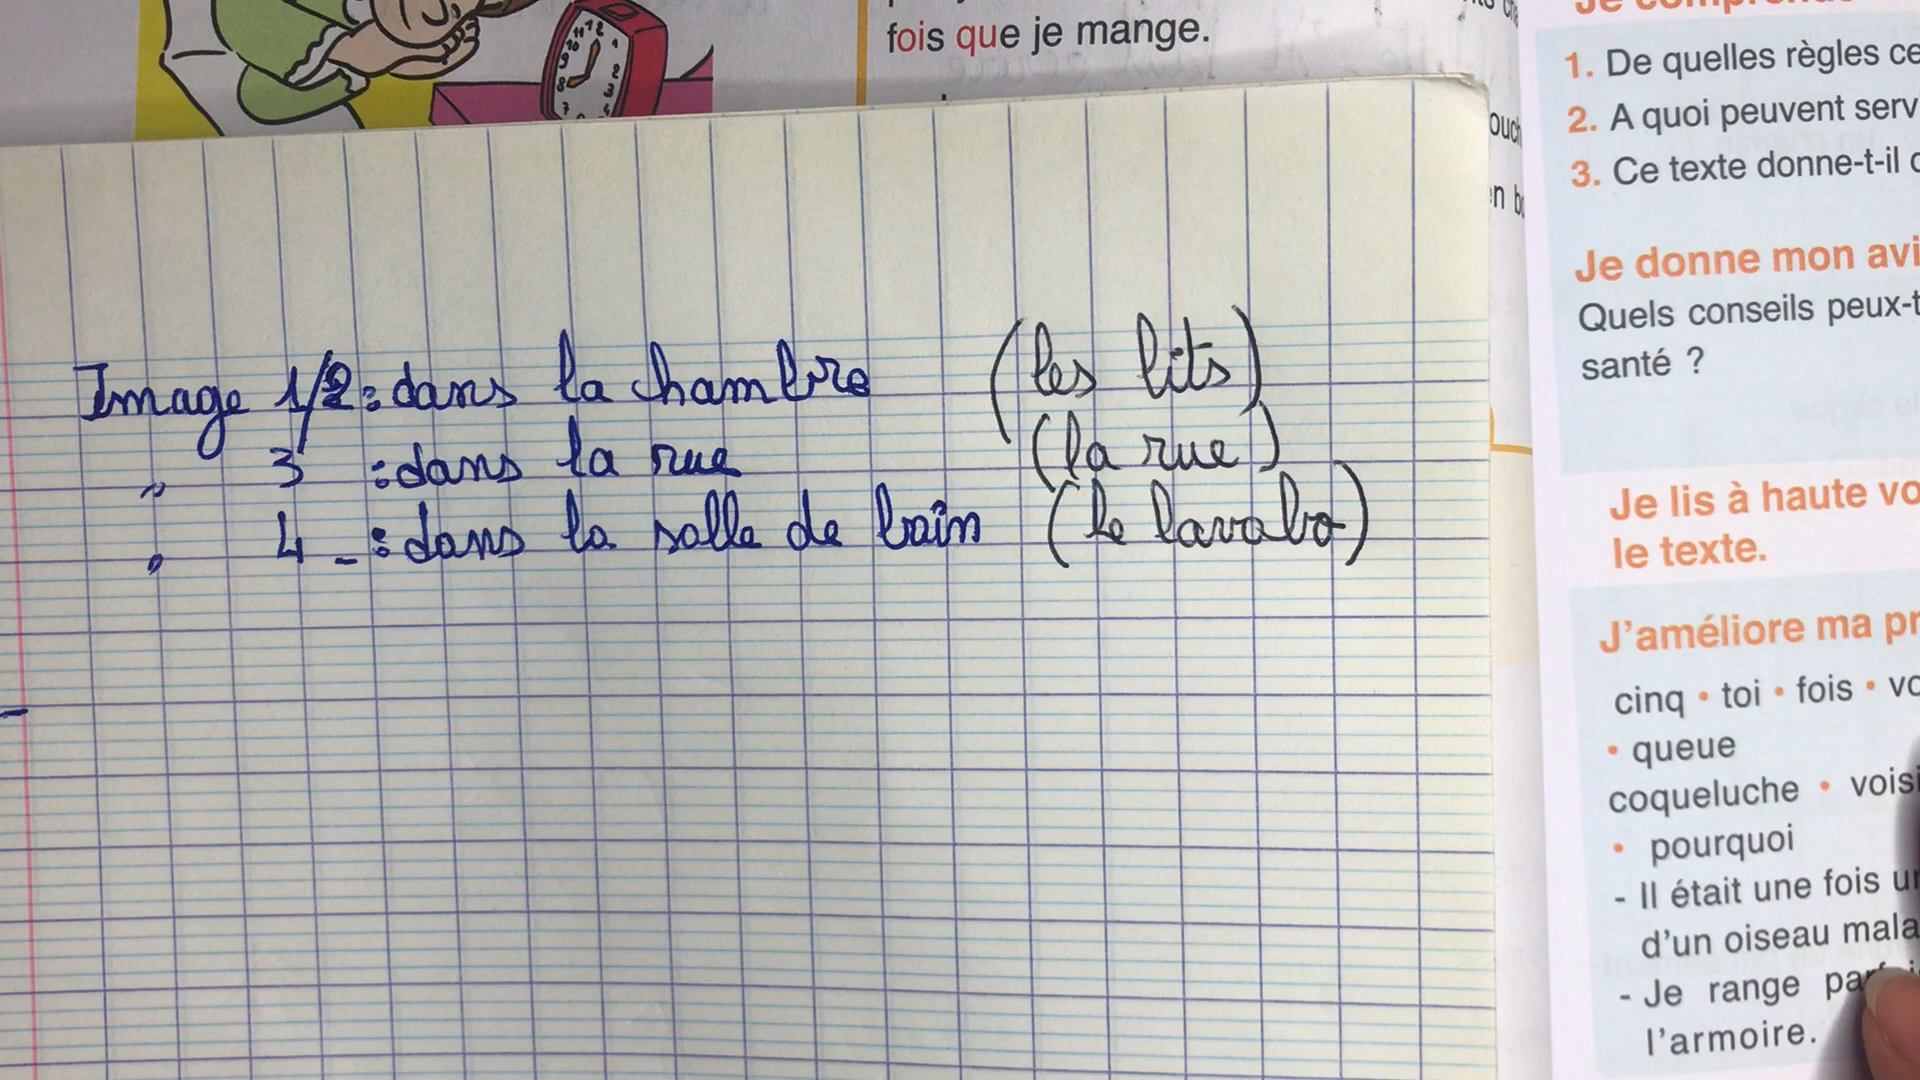 fois que je mange.
Image 1/2 : dans la chambre (les lits)
" 3 : dans la rue (la rue)
" 4 - : dans la salle de bain (le lavabo)
1. De quelles règles ce
2. A quoi peuvent serv
3. Ce texte donne-t-il
Je donne mon avi
Quels conseils peux-t
santé ?
Je lis à haute vo
le texte.
J'améliore ma pr
cinq • toi • fois •
• queue
coqueluche • voisi
• pourquoi
- Il était une fois
d'un oiseau mala
- Je range
l'armoire.